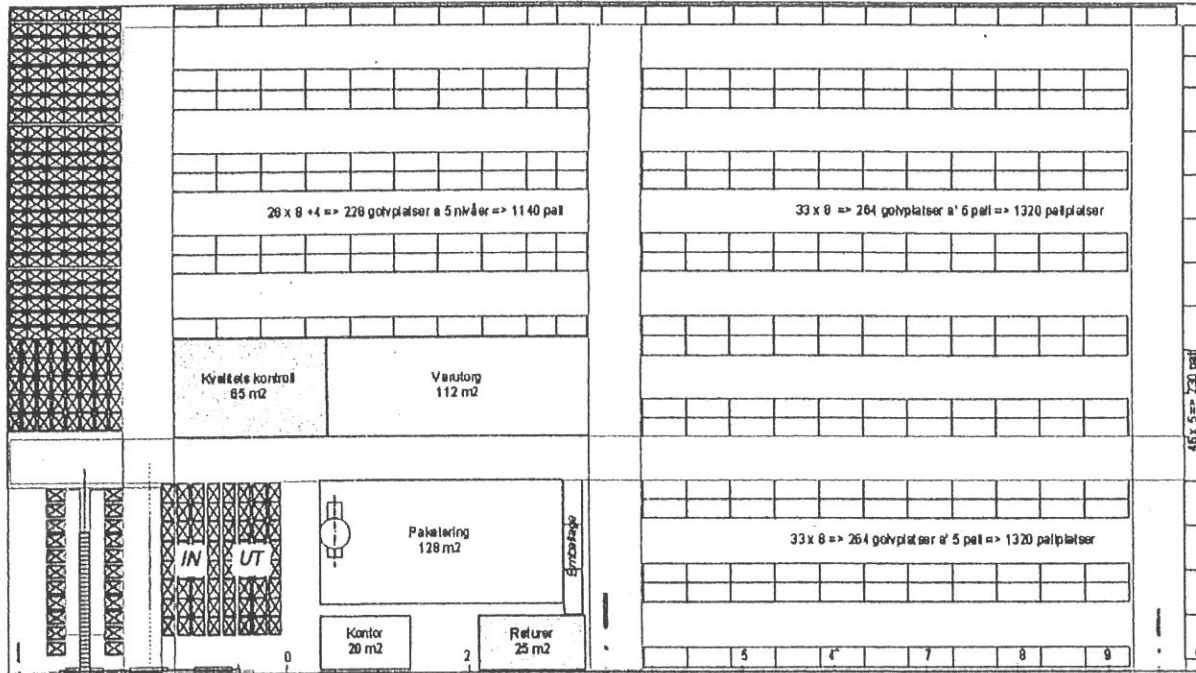 28 x 8 +4 => 228 golvplatser a 5 nivåer => 1140 pall
33 x 8 => 264 golvplatser a' 5 pall => 1320 pallplatser
Kvalitets kontroll
65 m2
Varutorg
112 m2
46 x 5 => 230 pall
IN
UT
Paketering
128 m2
Emballage
33 x 8 => 264 golvplatser a' 5 pall => 1320 pallplatser
Kontor
20 m2
Returer
25 m2
0
2
5
4
7
8
9